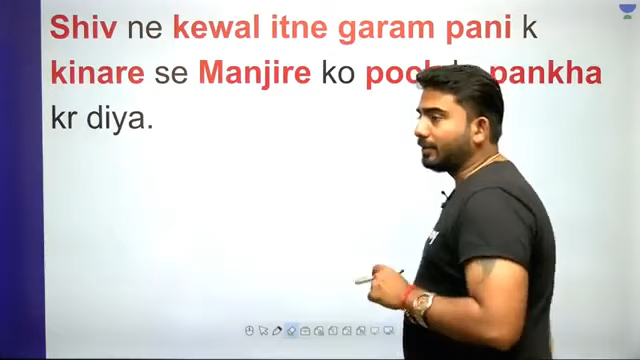 Shiv ne kewal itne garam pani k
kinare se Manjire ko pankha
kr diya.